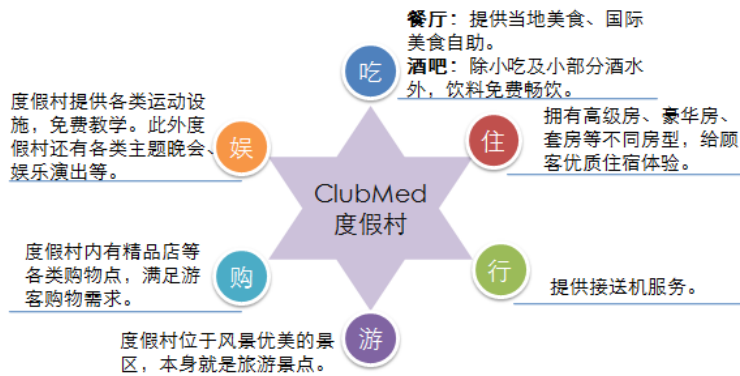 餐厅：提供当地美食、国际
美食自助。
酒吧：除小吃及小部分酒水
外，饮料免费畅饮。
吃
度假村提供各类运动设
施，免费教学。此外度
假村还有各类主题晚会、
娱乐演出等。
娱
拥有高级房、豪华房、
套房等不同房型，给顾
客优质住宿体验。
住
ClubMed
度假村
度假村内有精品店等
各类购物点，满足游
客购物需求。
购
行
提供接送机服务。
游
度假村位于风景优美的景
区，本身就是旅游景点。